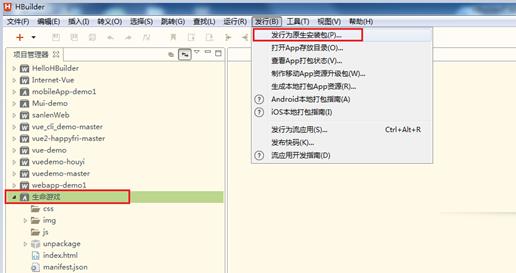 HBuilder
文件(F) 编辑(E) 插入(I) 转义(O) 选择(S) 跳转(G) 查找(L) 运行(R) 发行(B) 工具(T) 视图(V) 帮助(H)
发行为原生安装包(P)...
打开App存放目录(O)...
查看App打包状态(V)...
制作移动App资源升级包(W)...
生成本地打包App资源(R)...
Android本地打包指南(A)
iOS本地打包指南(I)
发行为流应用(S)... Ctrl+Alt+R
发布快码(K)...
流应用开发指南(D)
项目管理器
HelloHBuilder
Internet-Vue
mobileApp-demo1
Mui-demo
sanlenWeb
vue_cli_demo-master
vue2-happyfri-master
vue-demo
vuedemo-houyi
vuedemo-master
webapp-demo1
生命游戏
css
img
js
unpackage
index.html
manifest.json